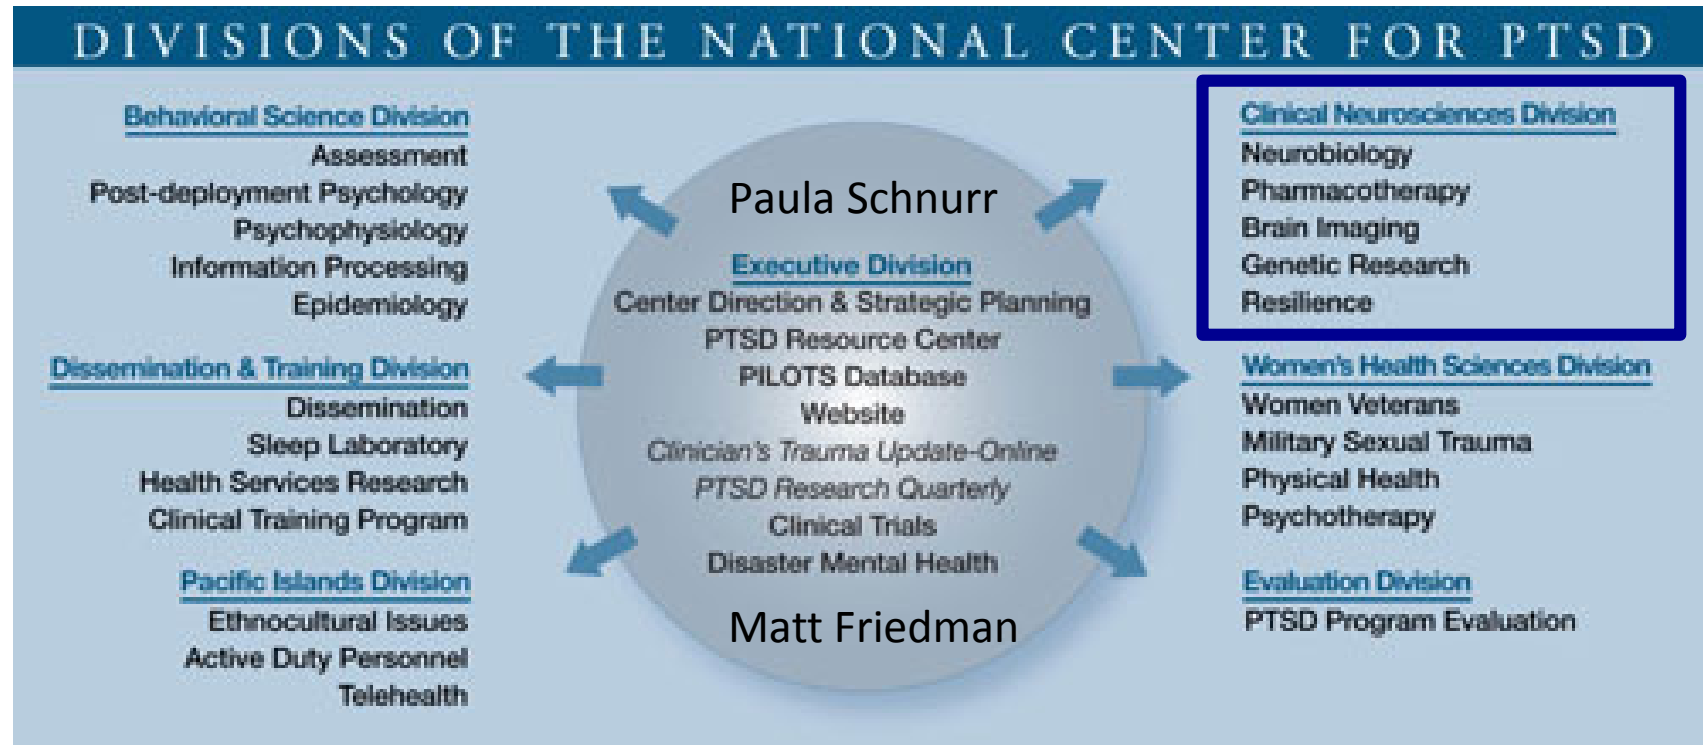 DIVISIONS OF THE NATIONAL CENTER FOR PTSD
Behavioral Science Division
Assessment
Post-deployment Psychology
Psychophysiology
Information Processing
Epidemiology
Dissemination & Training Division
Dissemination
Sleep Laboratory
Health Services Research
Clinical Training Program
Pacific Islands Division
Ethnocultural Issues
Active Duty Personnel
Telehealth
Paula Schnurr
Executive Division
Center Direction & Strategic Planning
PTSD Resource Center
PILOTS Database
Website
Clinician's Trauma Update-Online
PTSD Research Quarterly
Clinical Trials
Disaster Mental Health
Matt Friedman
Clinical Neurosciences Division
Neurobiology
Pharmacotherapy
Brain Imaging
Genetic Research
Resilience
Women's Health Sciences Division
Women Veterans
Military Sexual Trauma
Physical Health
Psychotherapy
Evaluation Division
PTSD Program Evaluation